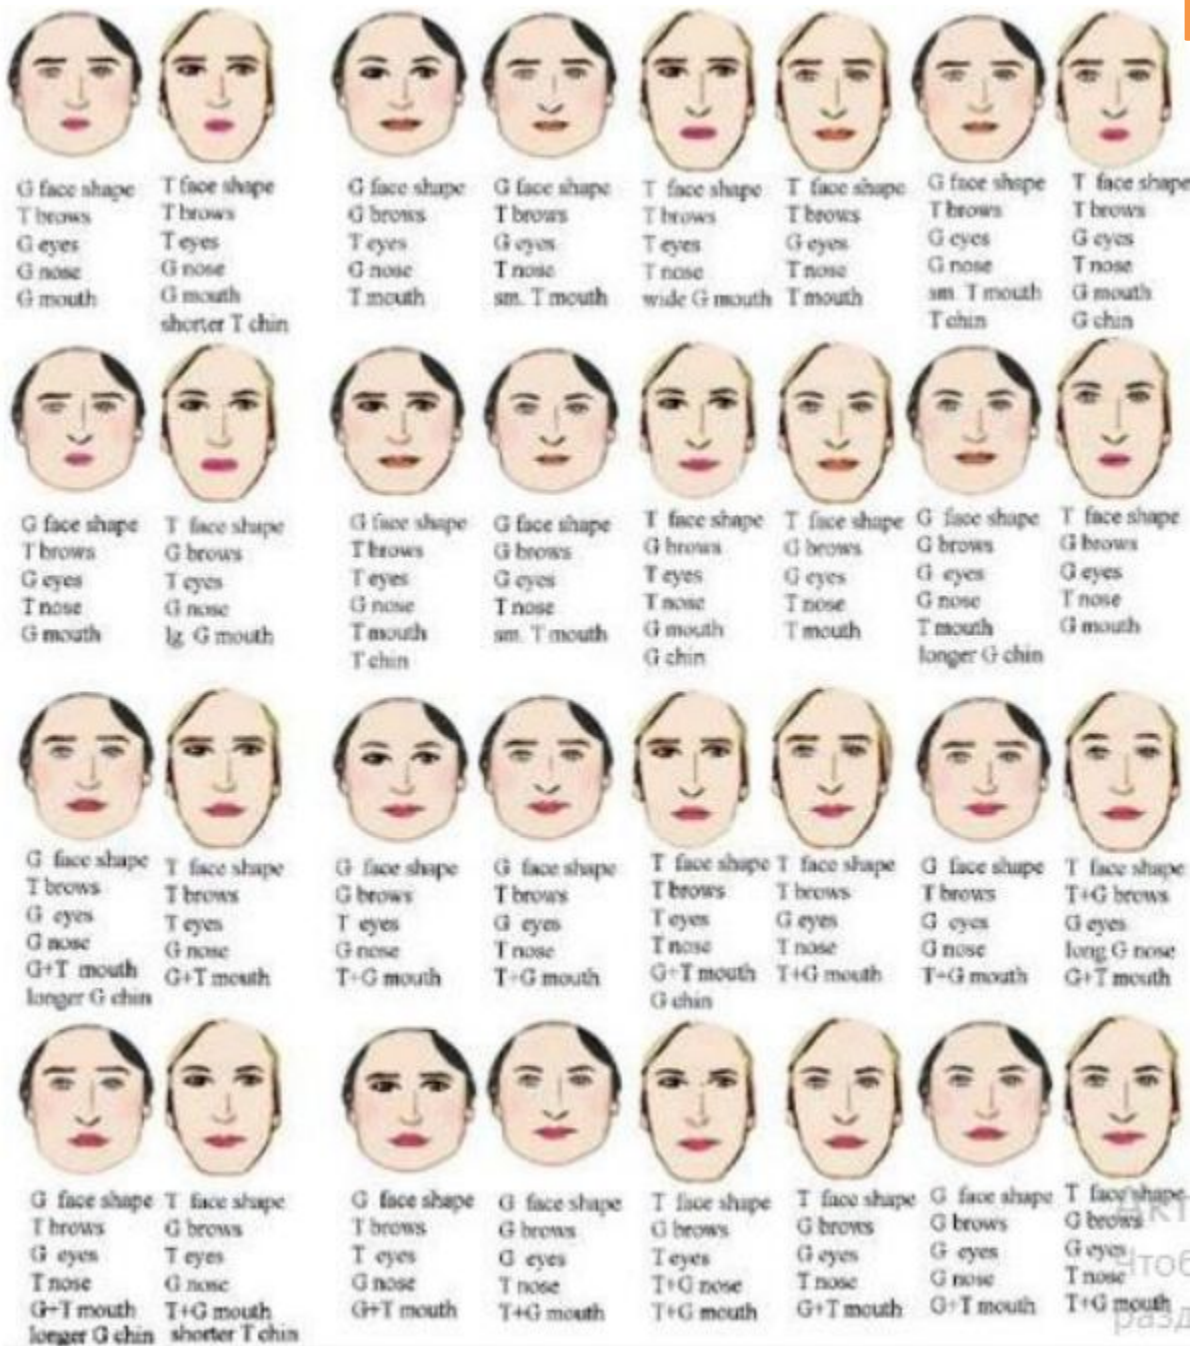 G face shape
T brows
G eyes
G nose
G mouth
T face shape
T brows
T eyes
G nose
G mouth
shorter T chin
G face shape
G brows
T eyes
G nose
T mouth
G face shape
T brows
G eyes
T nose
sm. T mouth
T face shape
T brows
T eyes
T nose
wide G mouth
T face shape
T brows
G eyes
T nose
T mouth
G face shape
T brows
G eyes
G nose
sm. T mouth
T chin
T face shape
T brows
G eyes
T nose
G mouth
G chin
G face shape
T brows
G eyes
T nose
G mouth
T face shape
G brows
T eyes
G nose
lg G mouth
G face shape
T brows
T eyes
G nose
T mouth
T chin
G face shape
G brows
G eyes
T nose
sm. T mouth
T face shape
G brows
T eyes
T nose
G mouth
G chin
T face shape
G brows
G eyes
T nose
T mouth
G face shape
G brows
G eyes
G nose
T mouth
longer G chin
T face shape
G brows
G eyes
T nose
G mouth
G face shape
T brows
G eyes
G nose
G+T mouth
longer G chin
T face shape
T brows
T eyes
G nose
G+T mouth
G face shape
G brows
T eyes
G nose
T+G mouth
G face shape
T brows
G eyes
T nose
T+G mouth
T face shape
T brows
T eyes
T nose
G+T mouth
G chin
T face shape
T brows
G eyes
T nose
T+G mouth
G face shape
T brows
G eyes
G nose
T+G mouth
T face shape
T+G brows
G eyes
long G nose
G+T mouth
G face shape
T brows
G eyes
T nose
G+T mouth
longer G chin
T face shape
G brows
T eyes
G nose
T+G mouth
shorter T chin
G face shape
T brows
T eyes
G nose
G+T mouth
G face shape
G brows
G eyes
T nose
T+G mouth
T face shape
G brows
T eyes
T+G nose
T+G mouth
T face shape
G brows
G eyes
T nose
G+T mouth
G face shape
G brows
G eyes
G nose
G+T mouth
T face shape
G brows
G eyes
T nose
T+G mouth